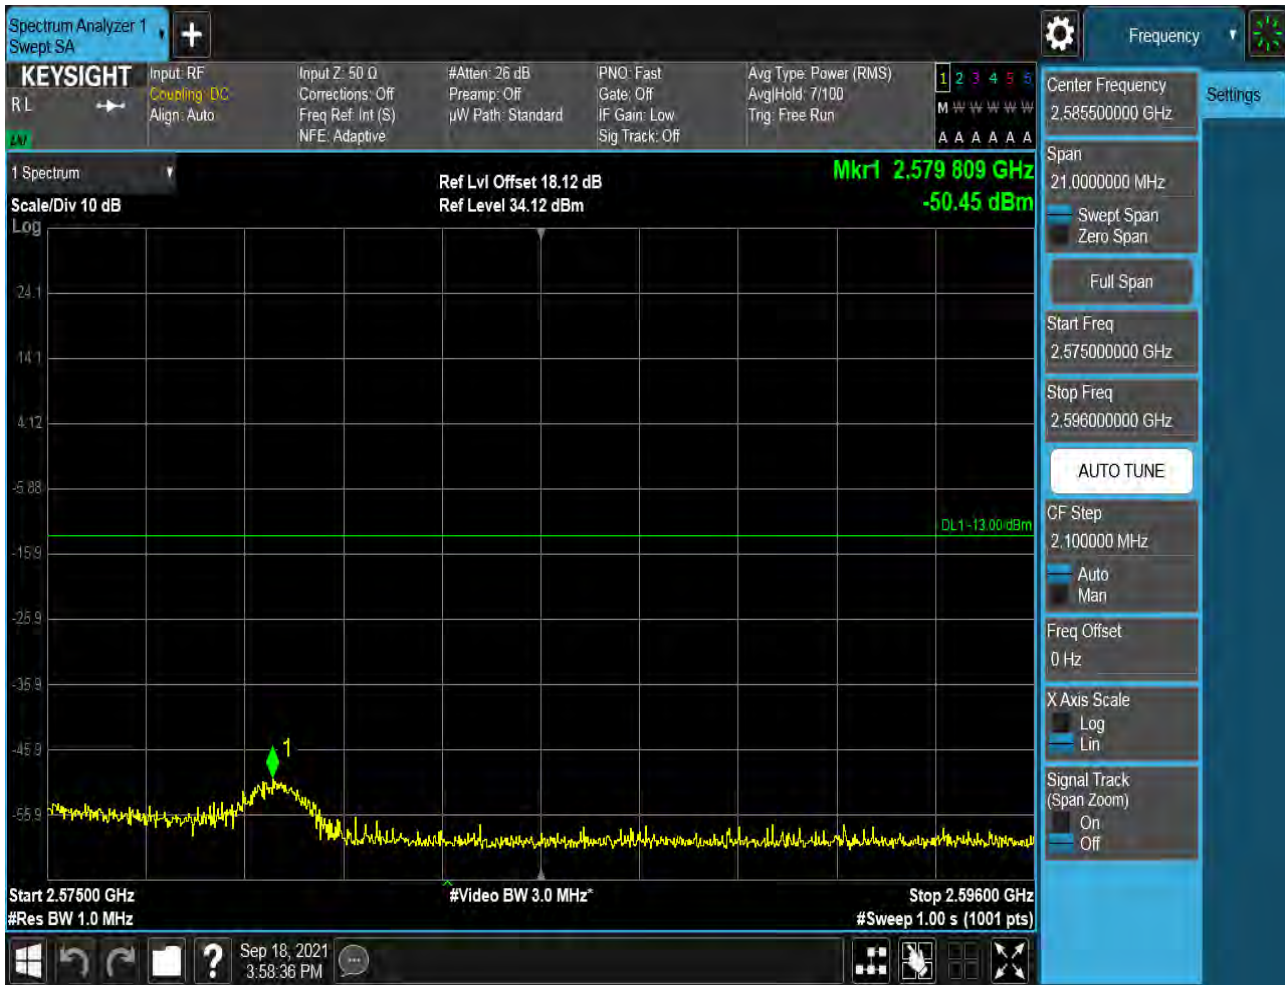 Spectrum Analyzer 1
Swept SA
Frequency
KEYSIGHT
R L
Input: RF
Coupling: DC
Align: Auto
Input Z: 50 Ω
Corrections: Off
Freq Ref: Int (S)
NFE: Adaptive
#Atten: 26 dB
Preamp: Off
µW Path: Standard
PNO: Fast
Gate: Off
IF Gain: Low
Sig Track: Off
Avg Type: Power (RMS)
Avg|Hold: 7/100
Trig: Free Run
1 2 3 4 5 6
M W W W W W
A A A A A A
1 Spectrum
Scale/Div 10 dB
Log
Ref Lvl Offset 18.12 dB
Ref Level 34.12 dBm
Mkr1 2.579 809 GHz
-50.45 dBm
24.1
14.1
4.12
-5.88
-15.9
-25.9
-35.9
-45.9
-55.9
DL1 -13.00 dBm
1
Start 2.57500 GHz
#Res BW 1.0 MHz
#Video BW 3.0 MHz*
Stop 2.59600 GHz
#Sweep 1.00 s (1001 pts)
Sep 18, 2021
3:58:36 PM
Center Frequency
2.585500000 GHz
Span
21.0000000 MHz
Swept Span
Zero Span
Full Span
Start Freq
2.575000000 GHz
Stop Freq
2.596000000 GHz
AUTO TUNE
CF Step
2.100000 MHz
Auto
Man
Freq Offset
0 Hz
X Axis Scale
Log
Lin
Signal Track
(Span Zoom)
On
Off
Settings